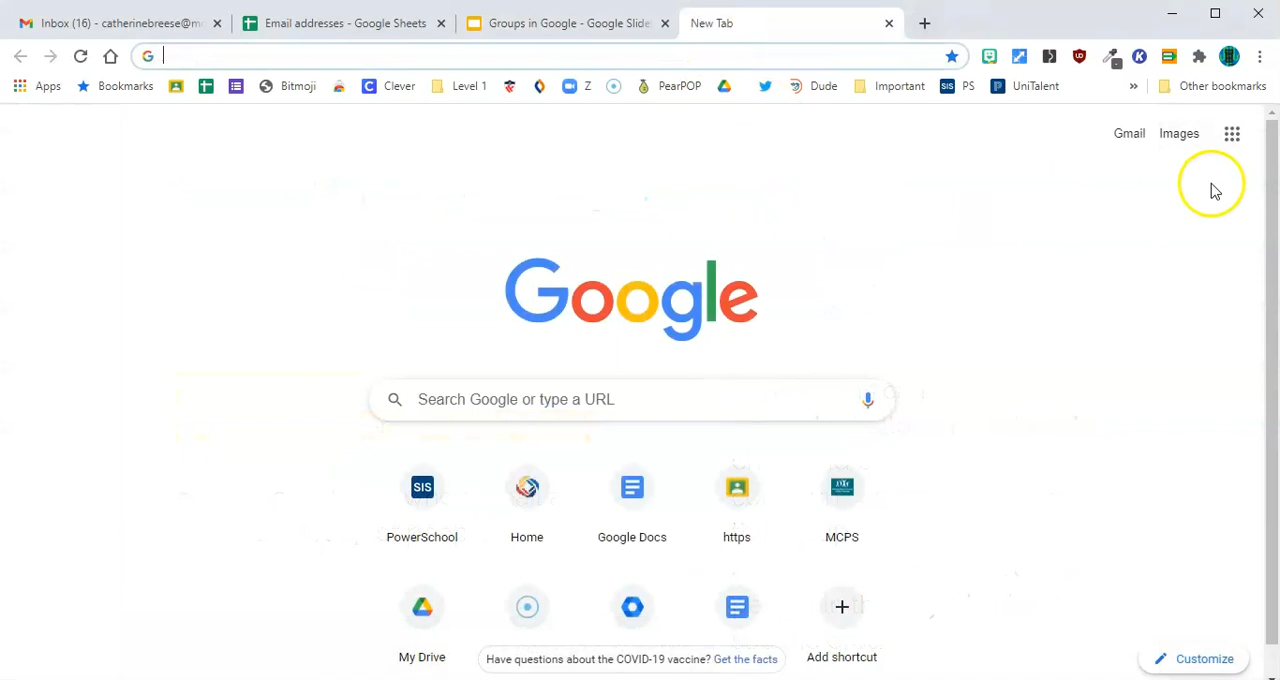 Inbox (16) - catherinebreese@m
Email addresses - Google Sheets
Groups in Google - Google Slide
New Tab
Apps
Bookmarks
Bitmoji
Clever
Level 1
Z
PearPOP
Dude
Important
PS
UniTalent
Other bookmarks
Gmail
Images
Google
Search Google or type a URL
SIS
PowerSchool
Home
Google Docs
https
MCPS
My Drive
Add shortcut
Have questions about the COVID-19 vaccine? Get the facts
Customize